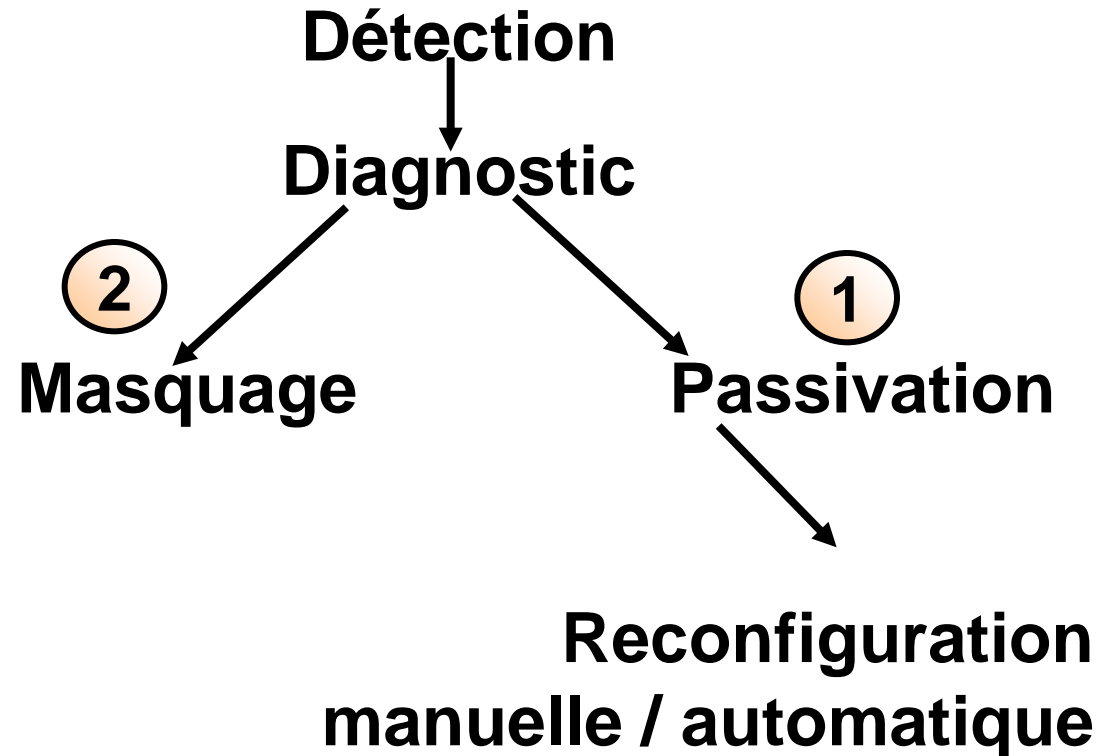 Détection
Diagnostic
2
1
Masquage
Passivation
Reconfiguration
manuelle / automatique